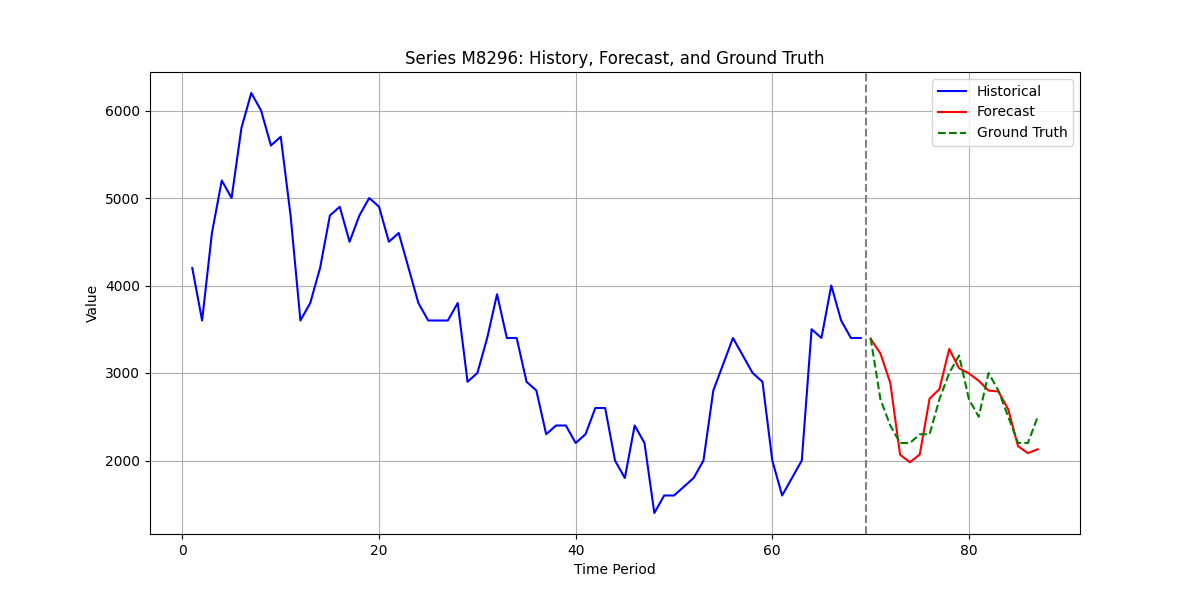 Series M8296: History, Forecast, and Ground Truth
Historical
Forecast
Ground Truth
Value
6000
5000
4000
3000
2000
0
20
40
60
80
Time Period